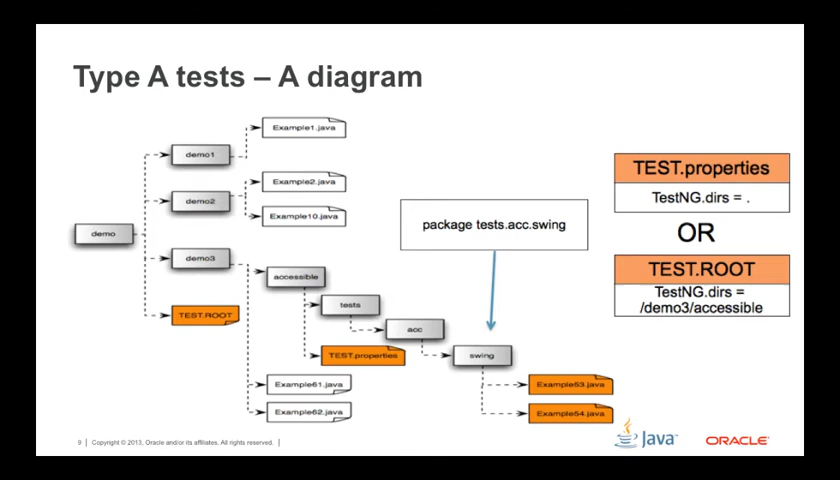 Type A tests – A diagram
Example1.java
demo1
TEST.properties
TestNG.dirs = .
Example2.java
demo2
Example10.java
package tests.acc.swing
OR
demo
demo3
TEST.ROOT
TestNG.dirs =
/demo3/accessible
accessible
tests
TEST.ROOT
acc
TEST.properties
swing
Example61.java
Example53.java
Example62.java
Example54.java
9 Copyright © 2013, Oracle and/or its affiliates. All rights reserved.
Java™
ORACLE®